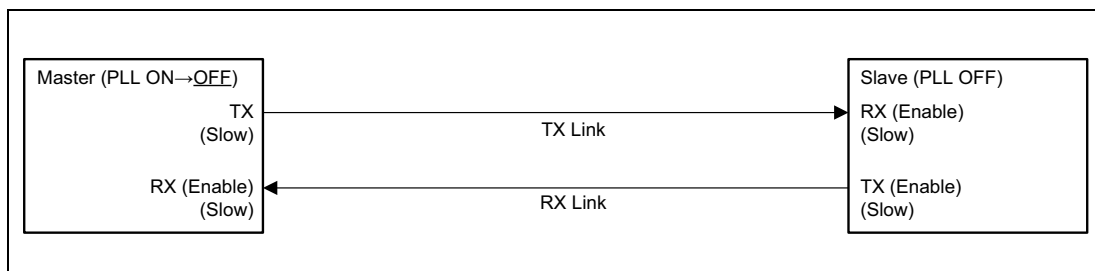 Master (PLL ON→OFF)
TX
(Slow)
RX (Enable)
(Slow)
TX Link
RX Link
Slave (PLL OFF)
RX (Enable)
(Slow)
TX (Enable)
(Slow)